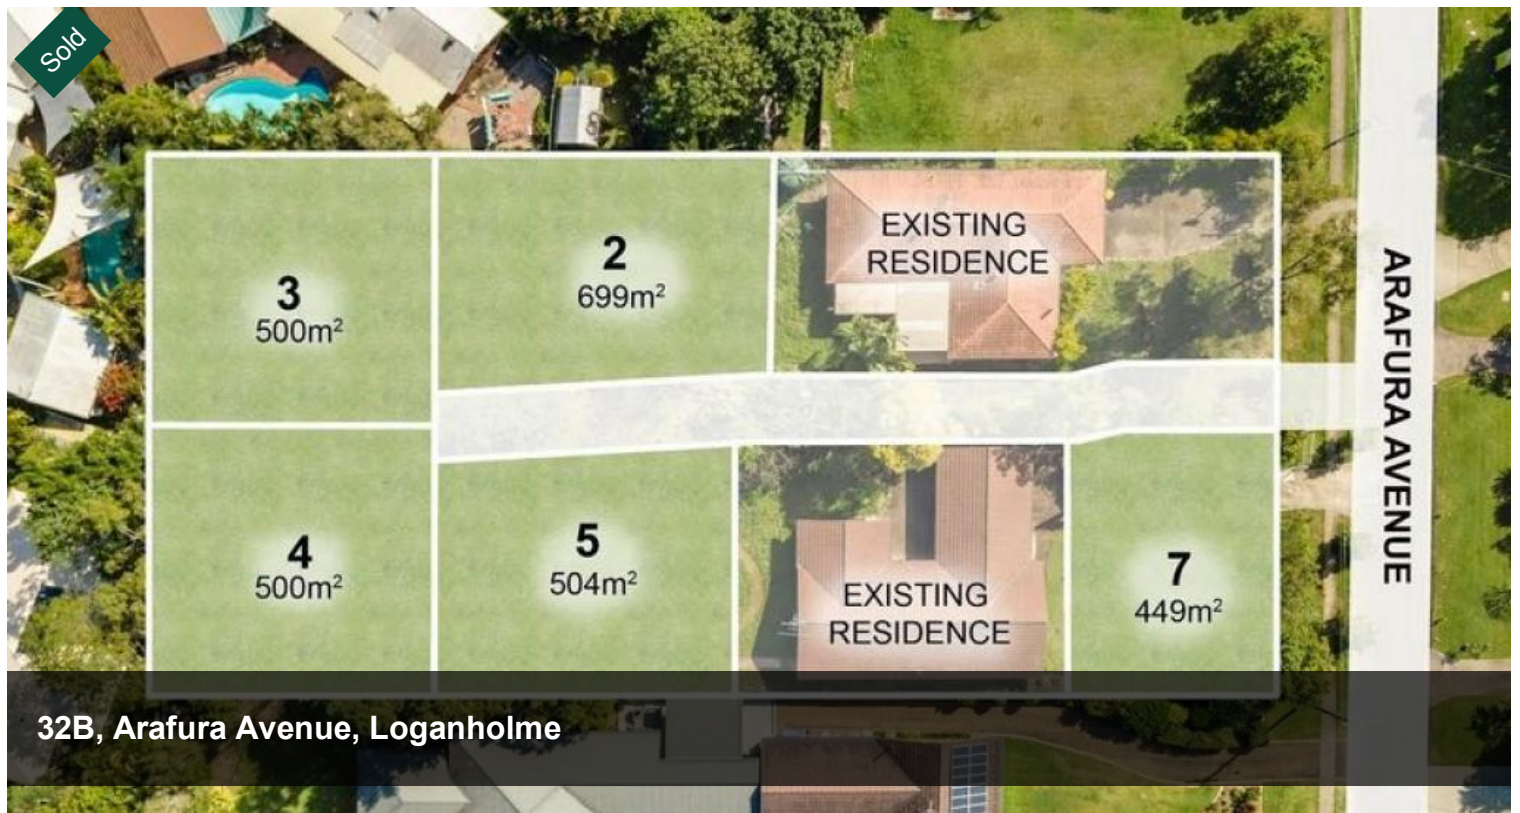 Sold
EXISTING
RESIDENCE
2
699m²
3
500m²
ARAFURA AVENUE
4
500m²
5
504m²
EXISTING
RESIDENCE
7
449m²
32B, Arafura Avenue, Loganholme